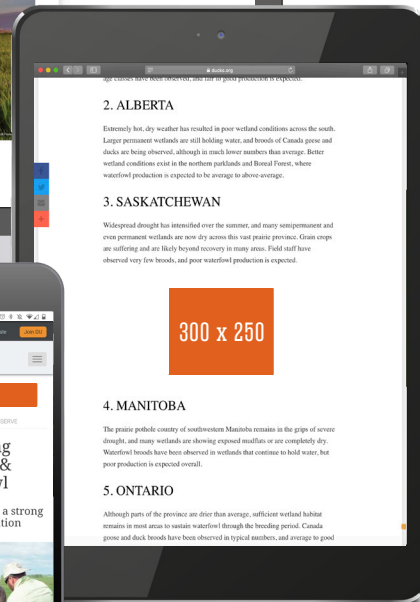 ducks.org
age classes have been observed, and fair to good production is expected.
2. ALBERTA
Extremely hot, dry weather has resulted in poor wetland conditions across the south.
Larger permanent wetlands are still holding water, and broods of Canada geese and
ducks are being observed, although in much lower numbers than average. Better
wetland conditions exist in the northern parklands and Boreal Forest, where
waterfowl production is expected to be average to above-average.
3. SASKATCHEWAN
Widespread drought has intensified over the summer, and many semipermanent and
even permanent wetlands are now dry across this vast prairie province. Grain crops
are suffering and are likely beyond recovery in many areas. Field staff have
observed very few broods, and poor waterfowl production is expected.
300 x 250
4. MANITOBA
The prairie pothole country of southwestern Manitoba remains in the grips of severe
drought, and many wetlands are showing exposed mudflats or are completely dry.
Waterfowl broods have been observed in wetlands that continue to hold water, but
poor production is expected overall.
5. ONTARIO
Although parts of the province are drier than average, sufficient wetland habitat
remains in most areas to sustain waterfowl through the breeding period. Canada
goose and duck broods have been observed in typical numbers, and average to good
Join DU
SERVE
g
&
wl
a strong
tion